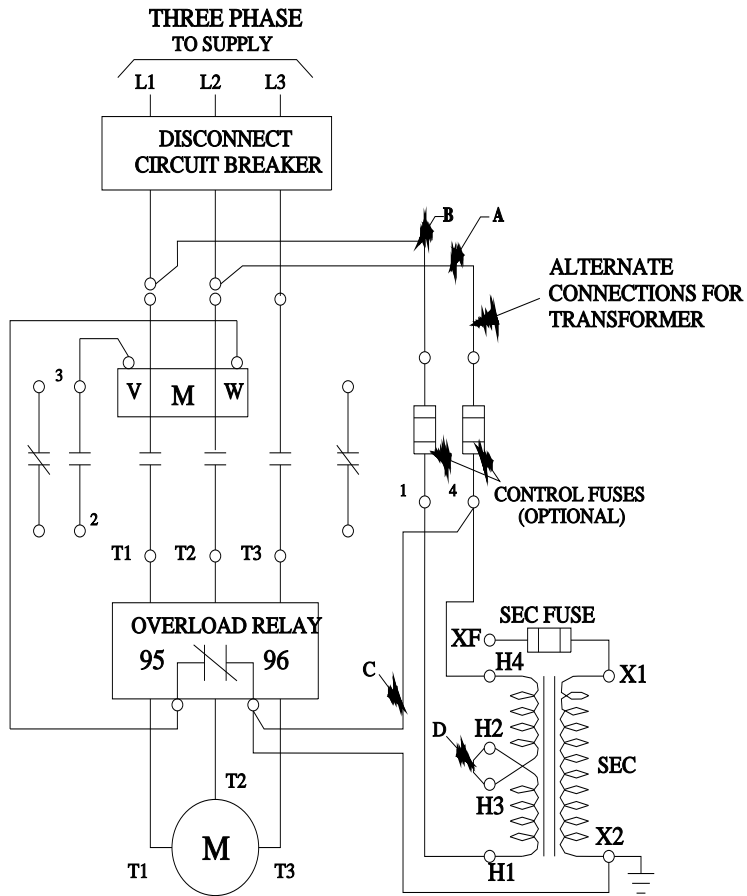 THREE PHASE
TO SUPPLY
L1 L2 L3
DISCONNECT
CIRCUIT BREAKER
B A
ALTERNATE
CONNECTIONS FOR
TRANSFORMER
3 V M W
1 4 CONTROL FUSES
(OPTIONAL)
2
T1 T2 T3
OVERLOAD RELAY
95 96
SEC FUSE
XF
H4 X1
C
D H2
SEC
H3
T2
X2
M
T1 T3 H1